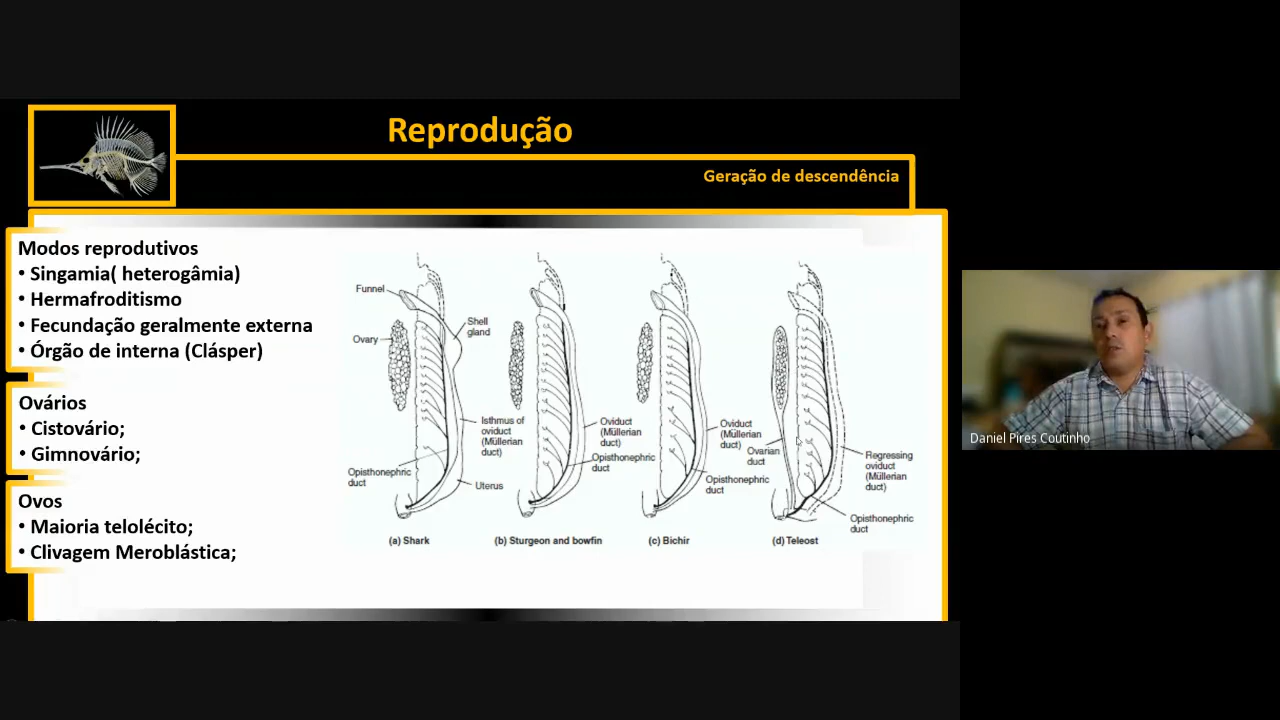 Reprodução
Geração de descendência
Modos reprodutivos
• Singamia( heterogâmia)
• Hermafroditismo
• Fecundação geralmente externa
• Órgão de interna (Clásper)
Ovários
• Cistovário;
• Gimnovário;
Ovos
• Maioria telolécito;
• Clivagem Meroblástica;
Funnel
Ovary
Shell
gland
Isthmus of
oviduct
(Müllerian
duct)
Opisthonephric
duct
Uterus
(a) Shark
Oviduct
(Müllerian
duct)
Opisthonephric
duct
(b) Sturgeon and bowfin
Oviduct
(Müllerian
duct)
Opisthonephric
duct
(c) Bichir
Ovarian
duct
Regressing
oviduct
(Müllerian
duct)
Opisthonephric
duct
(d) Teleost
Daniel Pires Coutinho